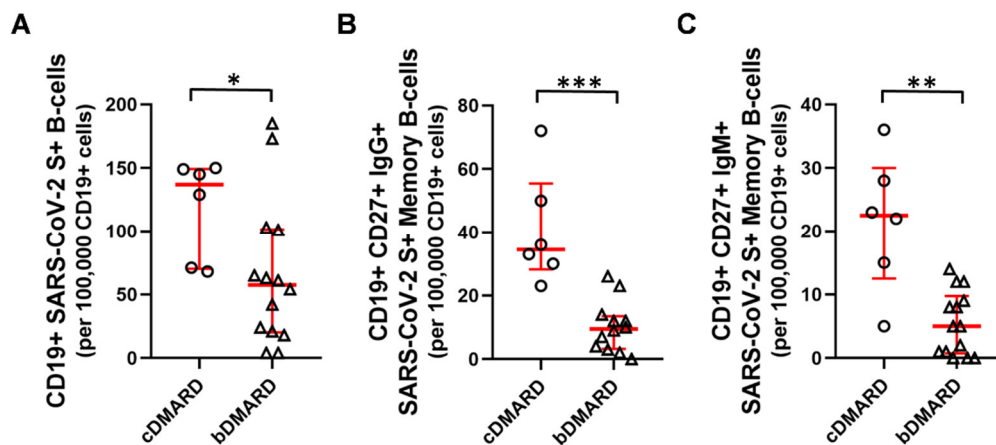 A
CD19+ SARS-CoV-2 S+ B-cells
(per 100,000 CD19+ cells)
200
150
100
50
0
*
cDMARD
bDMARD
B
CD19+ CD27+ IgG+
SARS-CoV-2 S+ Memory B-cells
(per 100,000 CD19+ cells)
80
60
40
20
0
***
cDMARD
bDMARD
C
CD19+ CD27+ IgM+
SARS-CoV-2 S+ Memory B-cells
(per 100,000 CD19+ cells)
40
30
20
10
0
**
cDMARD
bDMARD